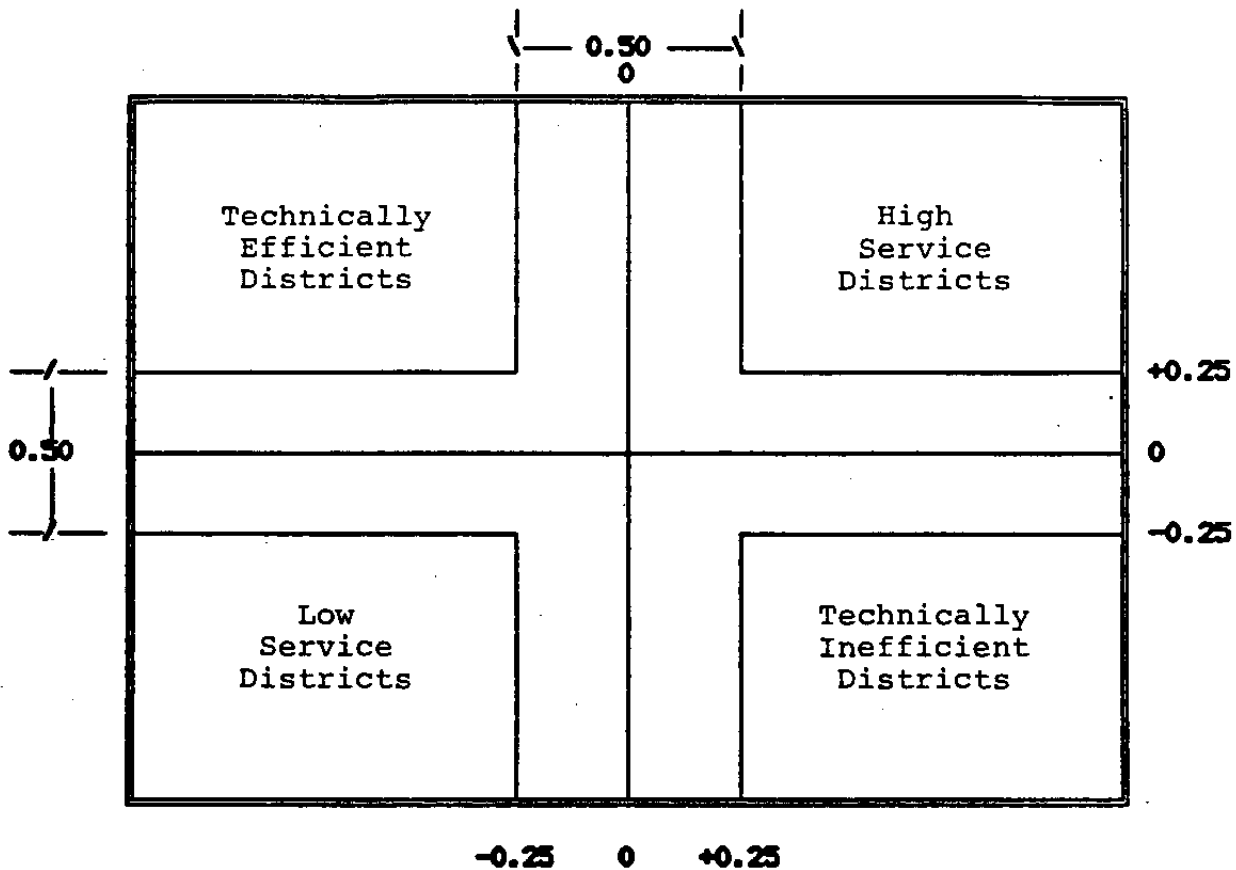 0.50
0
Technically
Efficient
Districts
High
Service
Districts
+0.25
0.50
0
-0.25
Low
Service
Districts
Technically
Inefficient
Districts
-0.25 0 +0.25